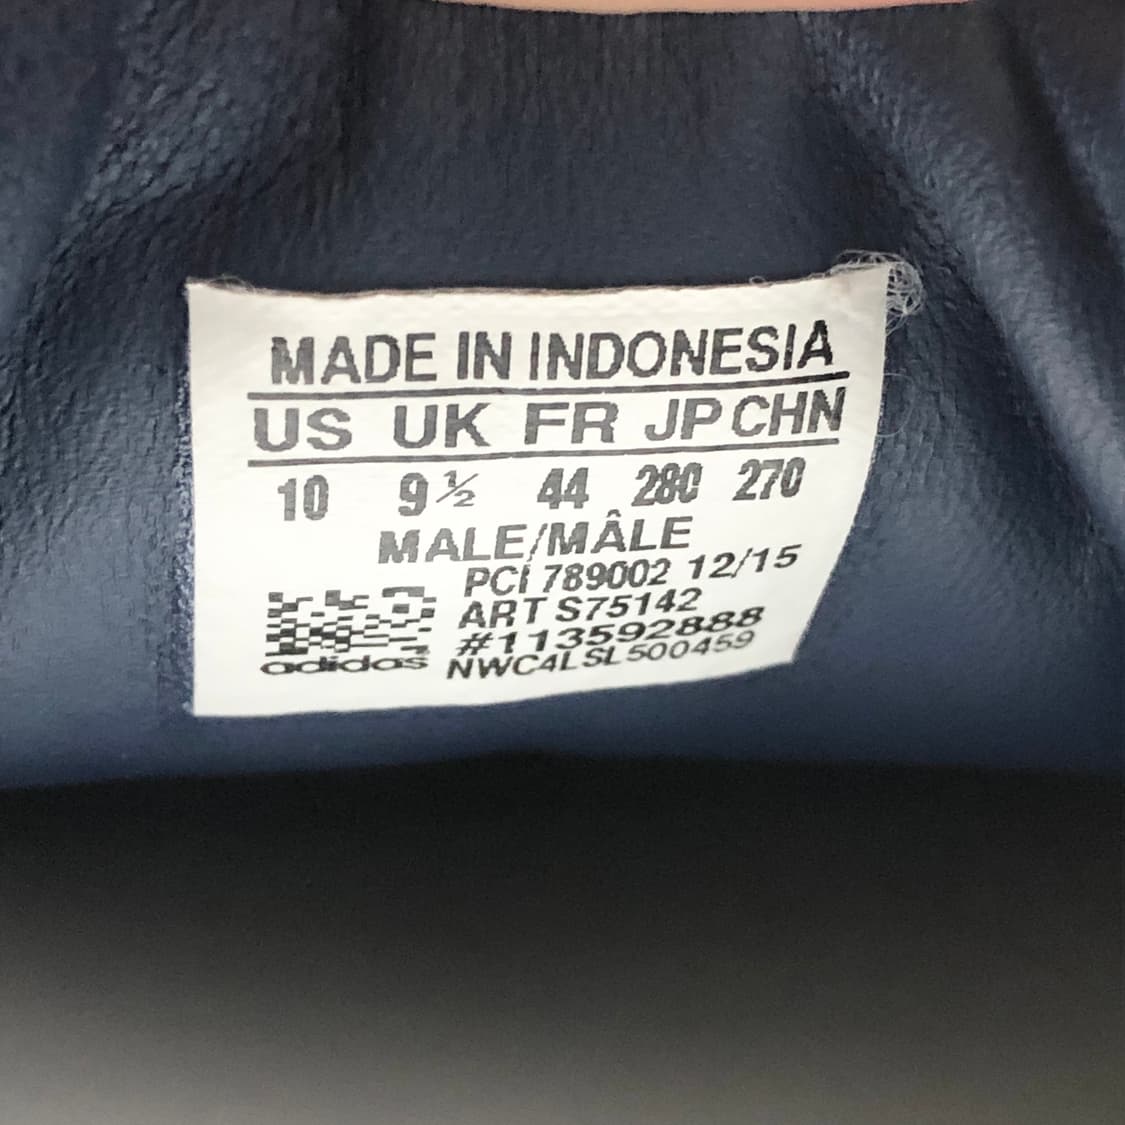 MADE IN INDONESIA
US UK FR JP CHN
10 9½ 44 280 270
MALE/MÂLE
PCI 789002 12/15
ART S75142
#113592888
NWC4LSL500459
adidas